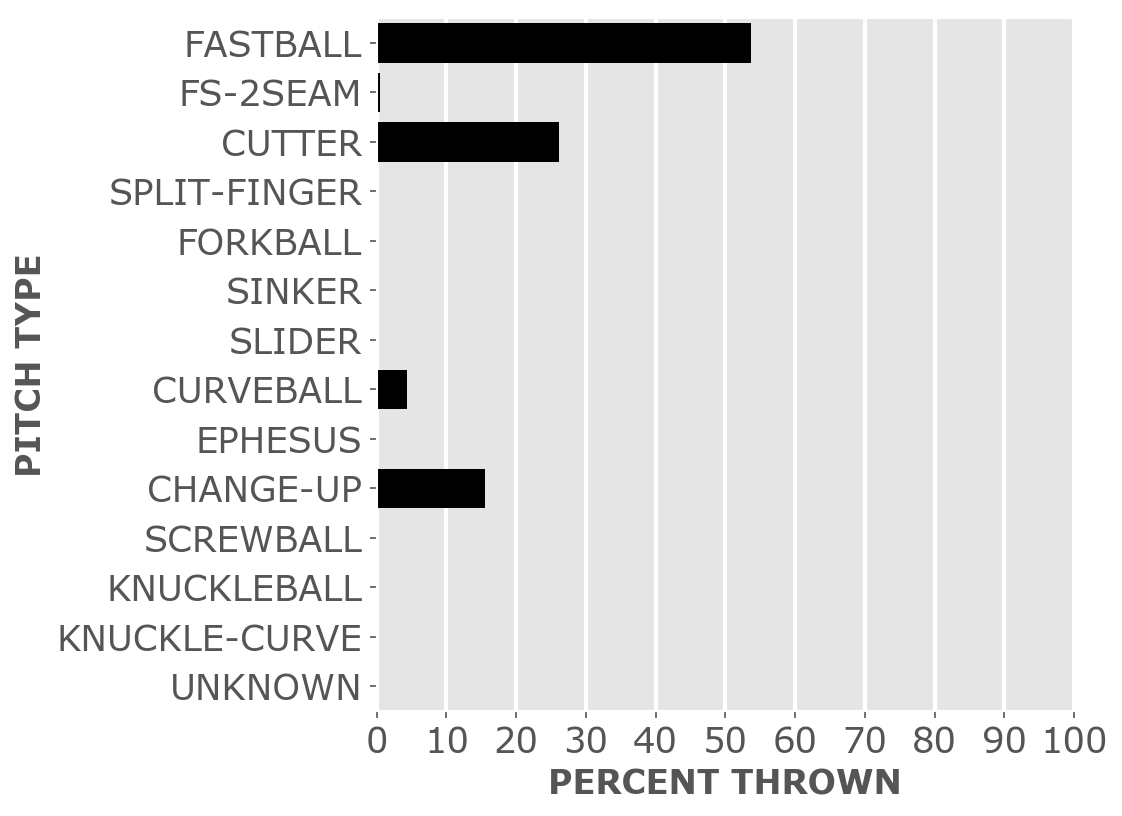 FASTBALL
FS-2SEAM
CUTTER
SPLIT-FINGER
FORKBALL
SINKER
SLIDER
CURVEBALL
EPHESUS
CHANGE-UP
SCREWBALL
KNUCKLEBALL
KNUCKLE-CURVE
UNKNOWN
PITCH TYPE
0 10 20 30 40 50 60 70 80 90 100
PERCENT THROWN